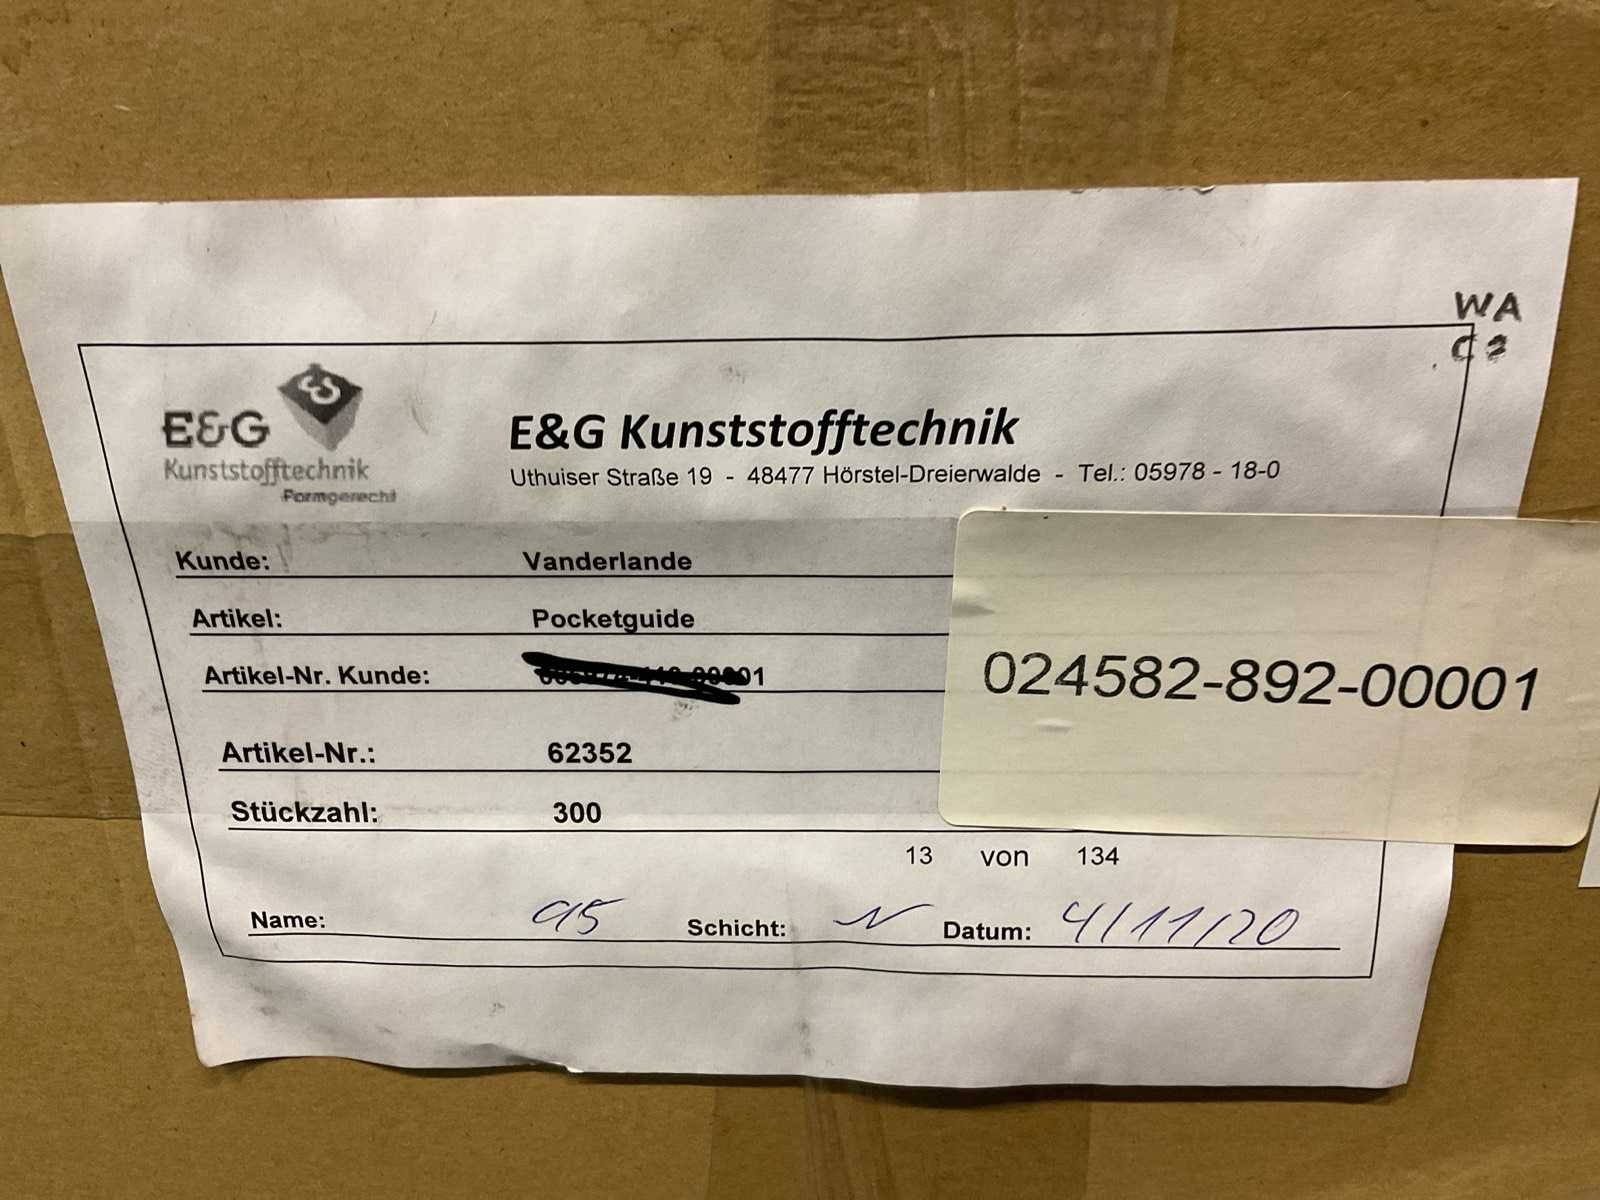 WA
E&G
Kunststofftechnik
Formgerecht
E&G Kunststofftechnik
Uthuiser Straße 19 - 48477 Hörstel-Dreierwalde - Tel.: 05978 - 18-0
Kunde: Vanderlande
Artikel: Pocketguide
Artikel-Nr. Kunde:
024582-892-00001
Artikel-Nr.: 62352
Stückzahl: 300
13 von 134
Name: 915 Schicht: N Datum: 4/11/20